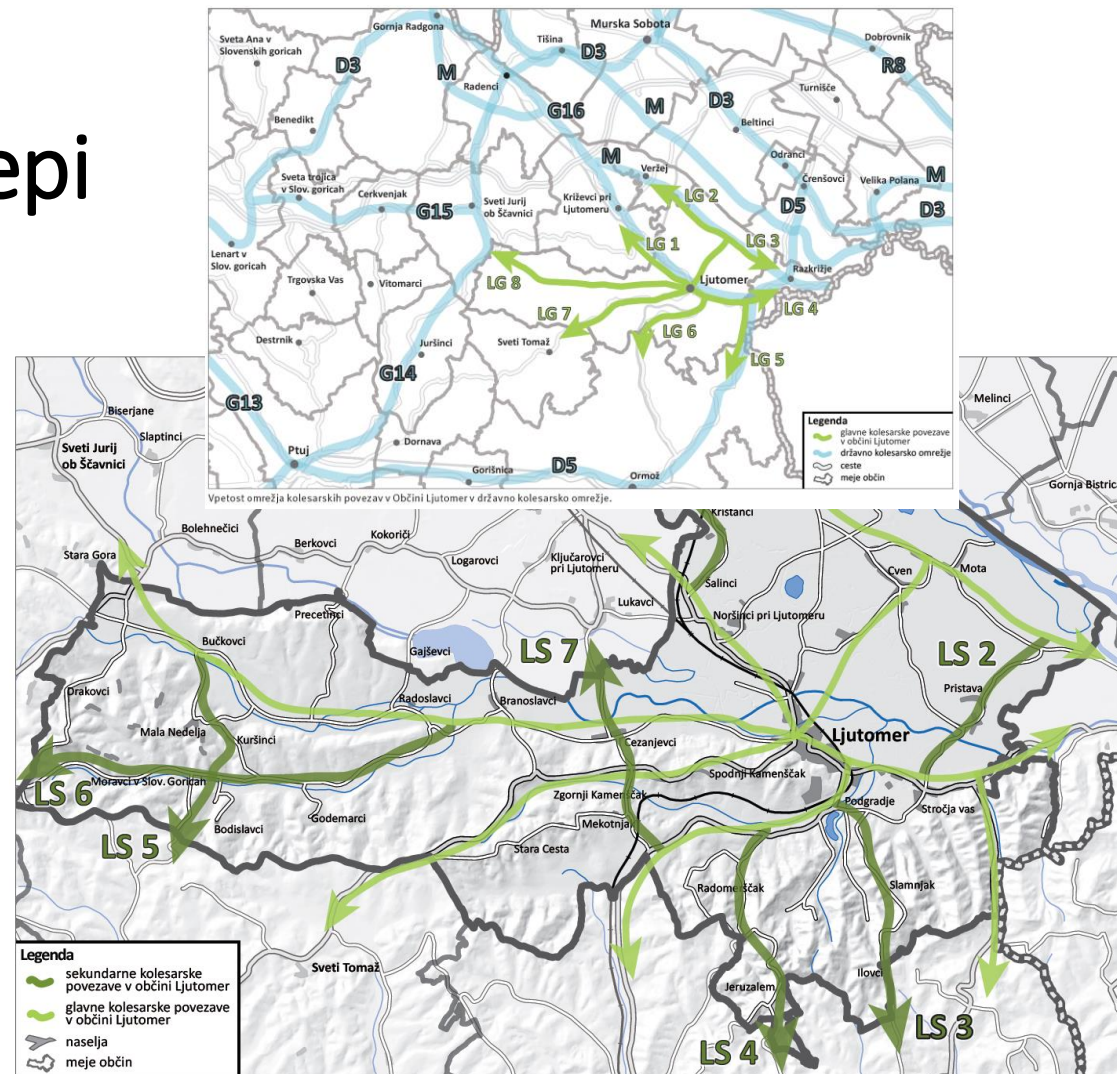 epi
Gornja Radgona
Murska Sobota
Sveta Ana v
Slovenskih goricah
Tišina
Dobrovnik
D3
D3
R8
M
Radenci
Turnišče
G16
M
D3
Benedikt
Beltinci
M
Veržej
Odranci
Sveta trojica
v Slov. goricah
Cerkvenjak
Črenšovci
Velika Polana
M
Križevci pri
Ljutomeru
LG 2
G15
Sveti Jurij
ob Ščavnici
D5
D3
LG 1
LG 3
Lenart v
Slov. goricah
Razkrižje
Trgovska Vas
Vitomarci
LG 8
Ljutomer
LG 4
LG 7
LG 6
Destrnik
Juršinci
Sveti Tomaž
LG 5
G14
G13
Legenda
glavne kolesarske povezave
v občini Ljutomer
državno kolesarsko omrežje
ceste
meje občin
Ptuj
Dornava
Gorišnica
D5
Ormož
Vpetost omrežja kolesarskih povezav v Občini Ljutomer v državno kolesarsko omrežje.
Melinci
Biserjane
Slaptinci
Sveti Jurij
ob Ščavnici
Gornja Bistric
Kristanci
Bolehnečici
Kokoriči
Berkovci
Stara Gora
Logarovci
Ključarovci
pri Ljutomeru
Cven
Mota
Salinci
Lukavci
Noršinci pri Ljutomeru
Precetinci
Bučkovci
Gajševci
LS 7
LS 2
Drakovci
Radoslavci
Branoslavci
Pristava
Mala Nedelja
Kuršinci
Cezanjevci
Ljutomer
Spodnji Kamenščak
Moravci v Slov. Goricah
LS 6
Zgornji Kamenščak
Podgradje
Stročja vas
Godemarci
Bodislavci
Mekotnjak
LS 5
Stara Cesta
Radomerščak
Slamnjak
Legenda
sekundarne kolesarske
povezave v občini Ljutomer
glavne kolesarske povezave
v občini Ljutomer
naselja
meje občin
Sveti Tomaž
Ilovci
Jeruzalem
LS 3
LS 4